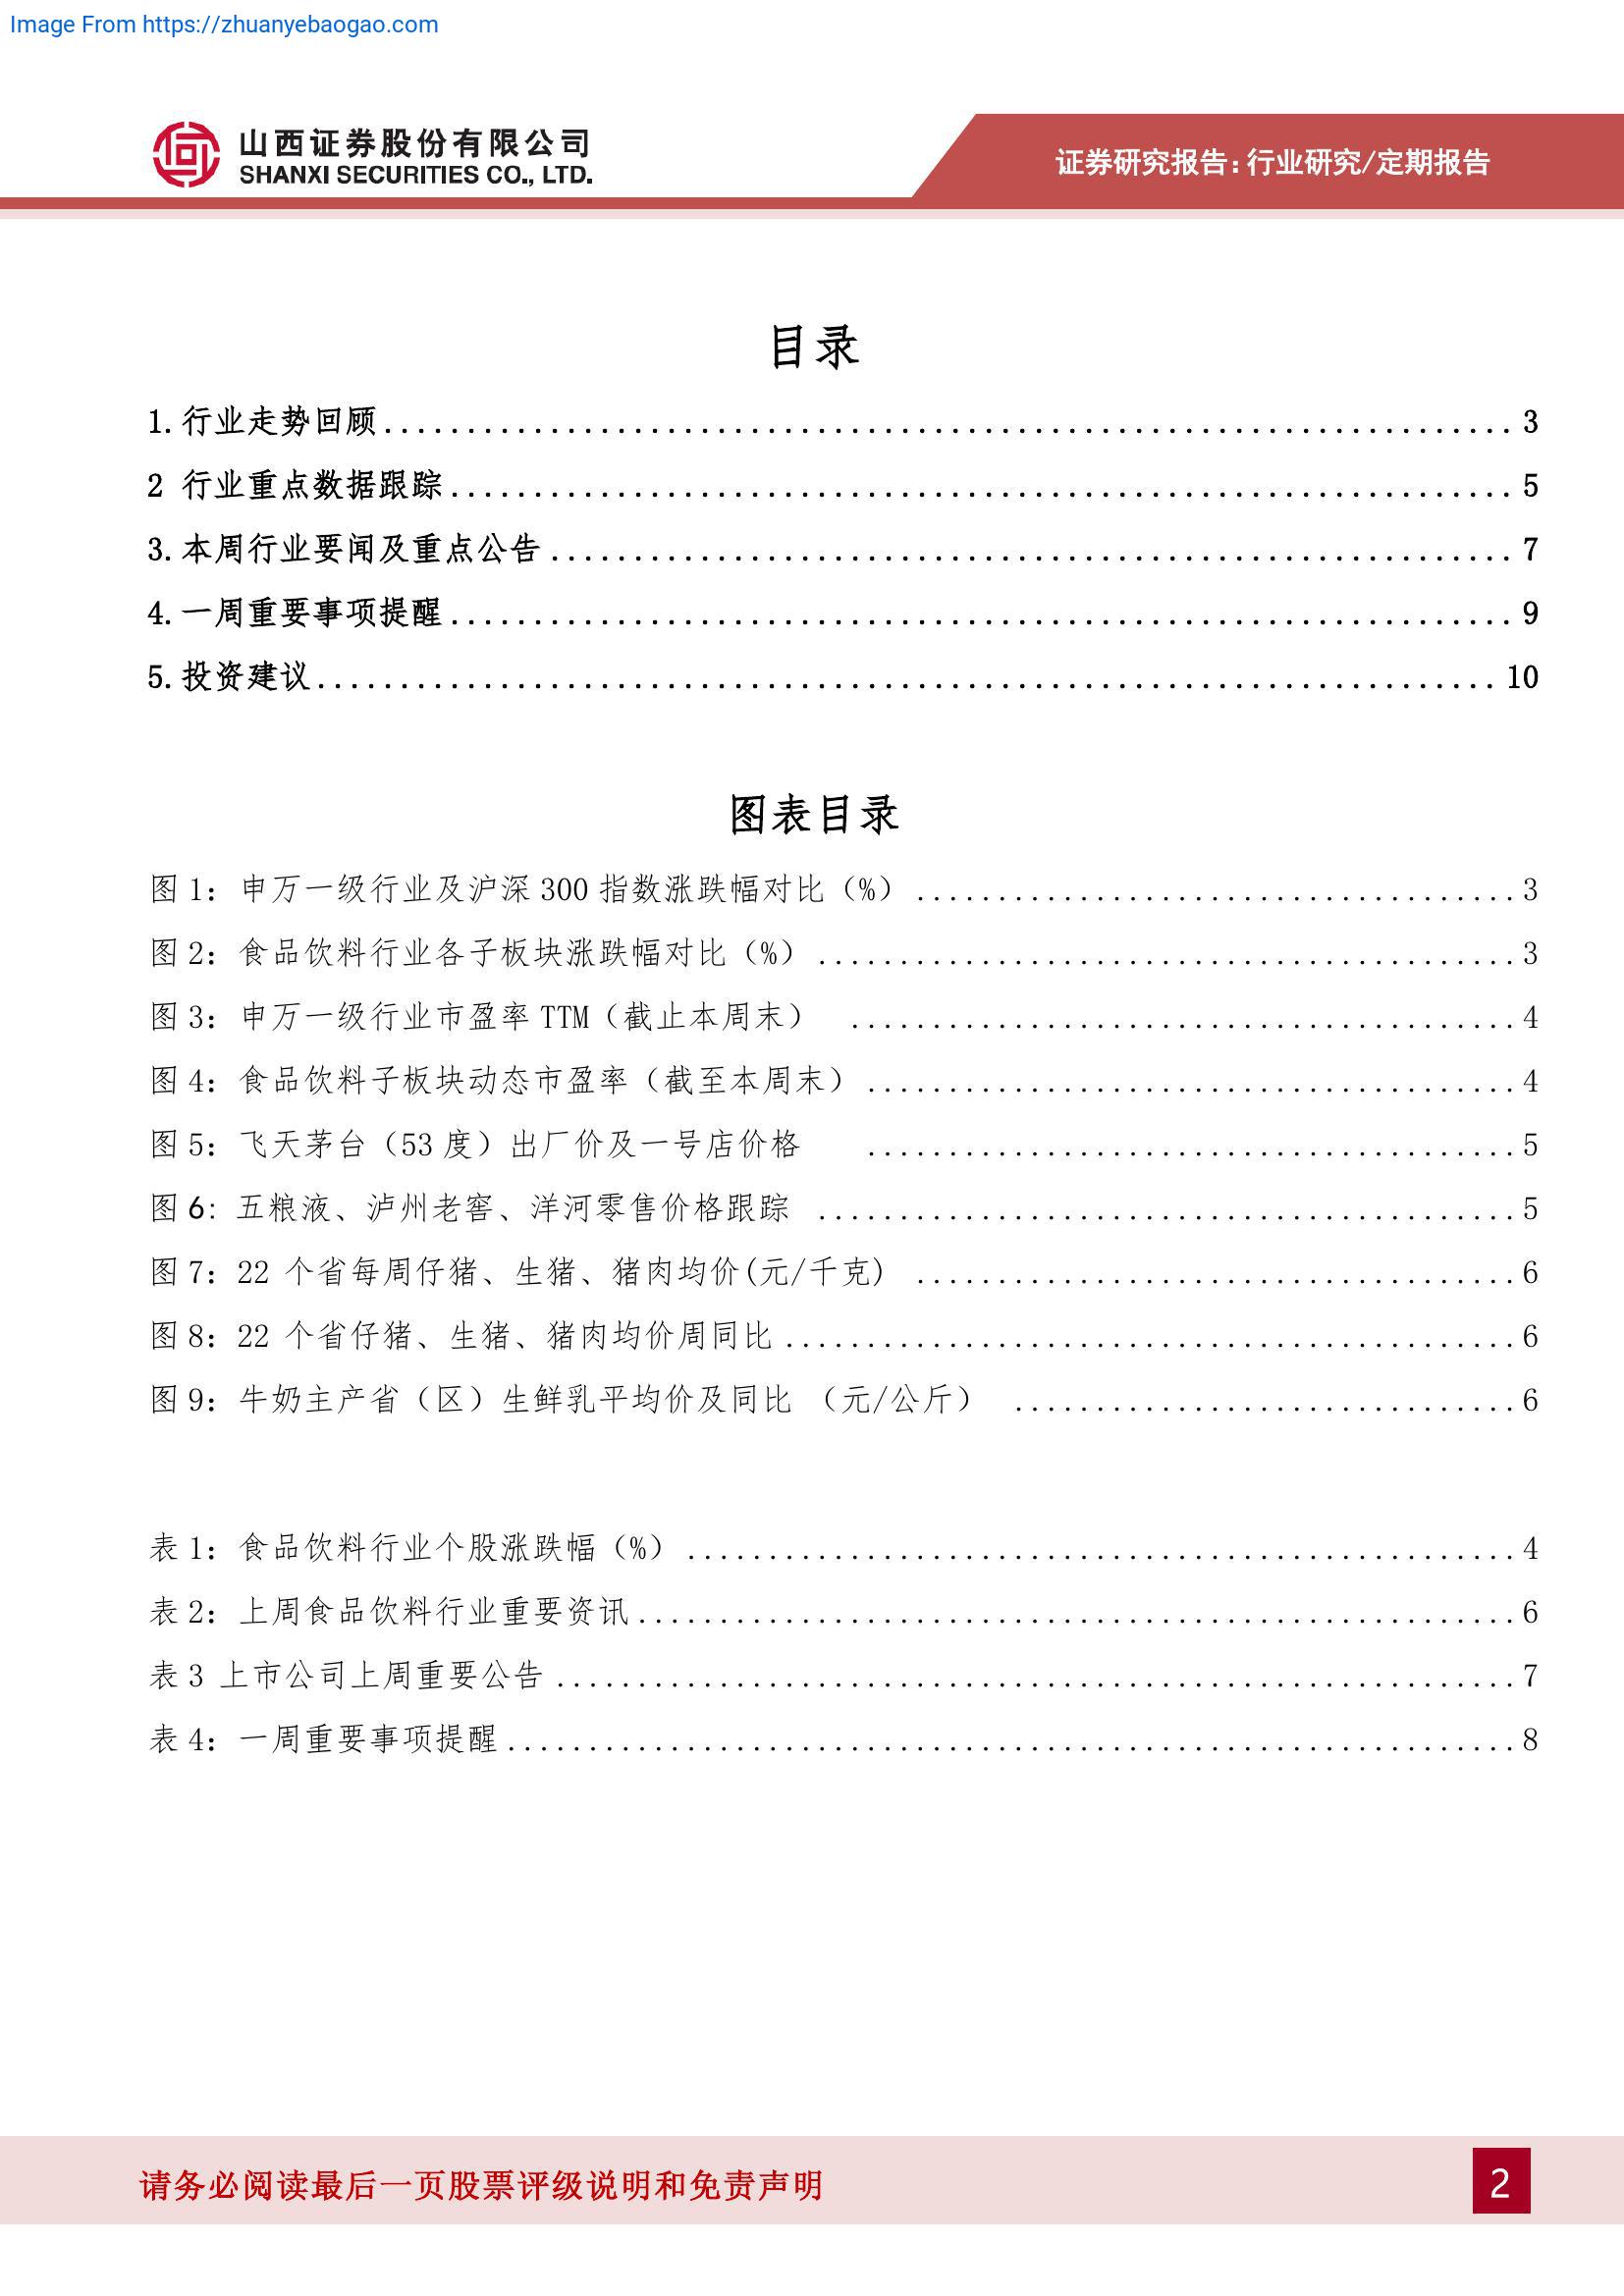 Image From https://zhuanyebaogao.com
山西证券股份有限公司
SHANXI SECURITIES CO., LTD.
证券研究报告:行业研究/定期报告
目录
1.行业走势回顾....................................................................3
2 行业重点数据跟踪................................................................5
3.本周行业要闻及重点公告..........................................................7
4.一周重要事项提醒................................................................9
5.投资建议.......................................................................10
图表目录
图 1：申万一级行业及沪深 300 指数涨跌幅对比（%）.....................................3
图 2：食品饮料行业各子板块涨跌幅对比（%）...........................................3
图 3：申万一级行业市盈率 TTM（截止本周末） .........................................4
图 4：食品饮料子板块动态市盈率（截至本周末）........................................4
图 5：飞天茅台（53 度）出厂价及一号店价格 ........................................5
图 6: 五粮液、泸州老窖、洋河零售价格跟踪 ...........................................5
图 7：22 个省每周仔猪、生猪、猪肉均价(元/千克) .....................................6
图 8：22 个省仔猪、生猪、猪肉均价周同比.............................................6
图 9：牛奶主产省（区）生鲜乳平均价及同比 （元/公斤） ...............................6
表 1：食品饮料行业个股涨跌幅（%）...................................................4
表 2：上周食品饮料行业重要资讯......................................................6
表 3 上市公司上周重要公告...........................................................7
表 4：一周重要事项提醒..............................................................8
请务必阅读最后一页股票评级说明和免责声明
2